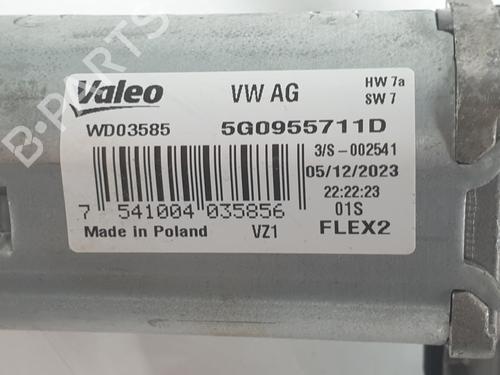 B-PARTS
Valeo
VW AG
HW 7a
SW 7
WD03585
5G0955711D
3/S-002541
05/12/2023
22:22:23
7 541004 035856
01S
Made in Poland
VZ1
FLEX2